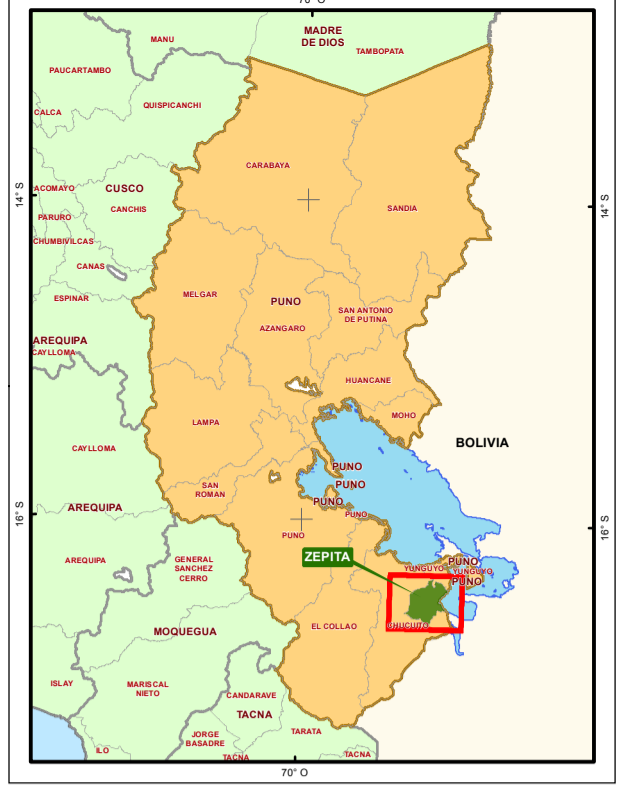 70° O
MADRE
DE DIOS
MANU
TAMBOPATA
PAUCARTAMBO
QUISPICANCHI
CALCA
CARABAYA
ACOMAYO
CUSCO
14° S
14° S
CANCHIS
SANDIA
PARURO
CHUMBIVILCAS
CANAS
MELGAR
ESPINAR
PUNO
SAN ANTONIO
DE PUTINA
AZANGARO
AREQUIPA
CAYLLOMA
HUANCANE
MOHO
LAMPA
BOLIVIA
CAYLLOMA
PUNO
SAN
ROMAN
PUNO
PUNO
AREQUIPA
PUNO
16° S
16° S
PUNO
ZEPITA
AREQUIPA
GENERAL
SANCHEZ
CERRO
YUNGUYO
PUNO
YUNGUYO
PUNO
MOQUEGUA
EL COLLAO
CHUCUITO
ISLAY
MARISCAL
NIETO
CANDARAVE
TACNA
JORGE
BASADRE
TARATA
ILO
TACNA
TACNA
70° O